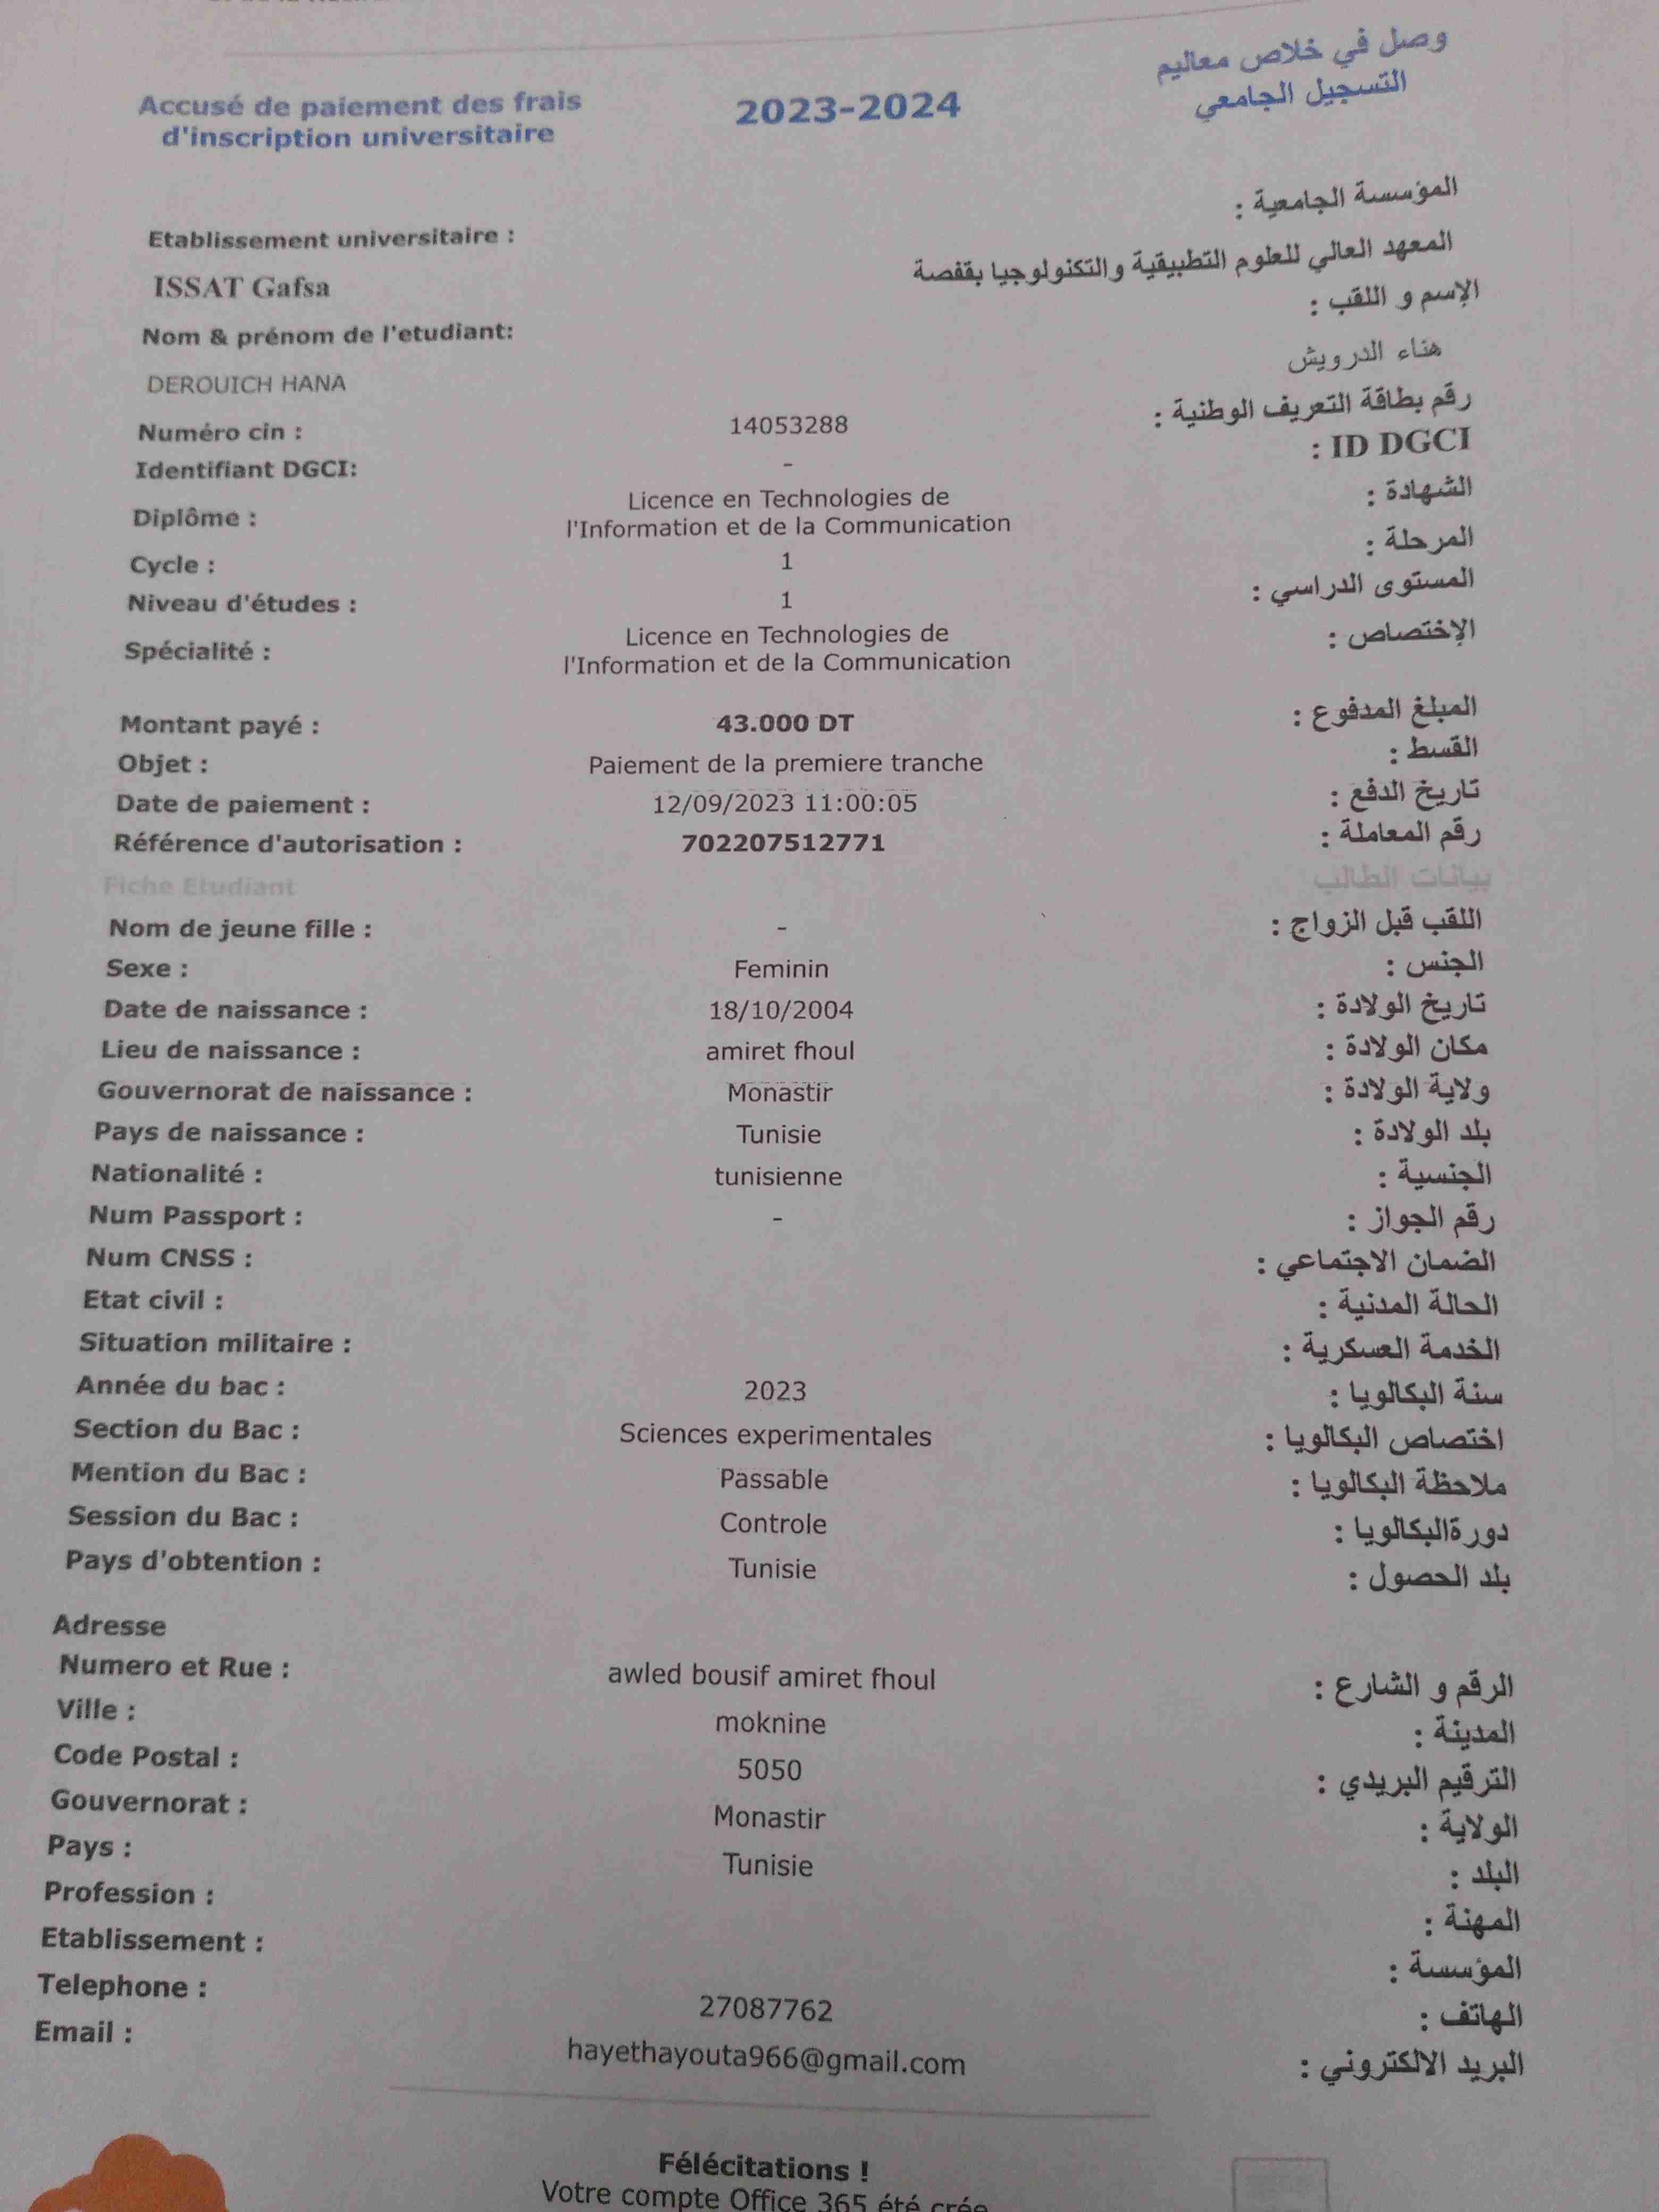 Accusé de paiement des frais
d'inscription universitaire
2023-2024
وصل في خلاص معاليم
التسجيل الجامعي
Etablissement universitaire :
المؤسسة الجامعية :
ISSAT Gafsa
المعهد العالي للعلوم التطبيقية والتكنولوجيا بقفصة
Nom & prénom de l'etudiant:
الإسم و اللقب :
DEROUICH HANA
هناء الدرويش
Numéro cin : 14053288 رقم بطاقة التعريف الوطنية :
Identifiant DGCI: - ID DGCI :
Diplôme : Licence en Technologies de الشهادة :
l'Information et de la Communication
Cycle : 1 المرحلة :
Niveau d'études : 1 المستوى الدراسي :
Spécialité : Licence en Technologies de الإختصاص :
l'Information et de la Communication
Montant payé : 43.000 DT المبلغ المدفوع :
Objet : Paiement de la premiere tranche القسط :
Date de paiement : 12/09/2023 11:00:05 تاريخ الدفع :
Référence d'autorisation : 702207512771 رقم المعاملة :
Fiche Etudiant بيانات الطالب
Nom de jeune fille : - اللقب قبل الزواج :
Sexe : Feminin الجنس :
Date de naissance : 18/10/2004 تاريخ الولادة :
Lieu de naissance : amiret fhoul مكان الولادة :
Gouvernorat de naissance : Monastir ولاية الولادة :
Pays de naissance : Tunisie بلد الولادة :
Nationalité : tunisienne الجنسية :
Num Passport : - رقم الجواز :
Num CNSS : الضمان الاجتماعي :
Etat civil : الحالة المدنية :
Situation militaire : الخدمة العسكرية :
Année du bac : 2023 سنة البكالويا :
Section du Bac : Sciences experimentales اختصاص البكالويا :
Mention du Bac : Passable ملاحظة البكالويا :
Session du Bac : Controle دورةالبكالويا :
Pays d'obtention : Tunisie بلد الحصول :
Adresse
Numero et Rue : awled bousif amiret fhoul الرقم و الشارع :
Ville : moknine المدينة :
Code Postal : 5050 الترقيم البريدي :
Gouvernorat : Monastir الولاية :
Pays : Tunisie البلد :
Profession : المهنة :
Etablissement : المؤسسة :
Telephone : 27087762 الهاتف :
Email : hayethayouta966@gmail.com البريد الالكتروني :
Félécitations !
Votre compte Office 365 été crée